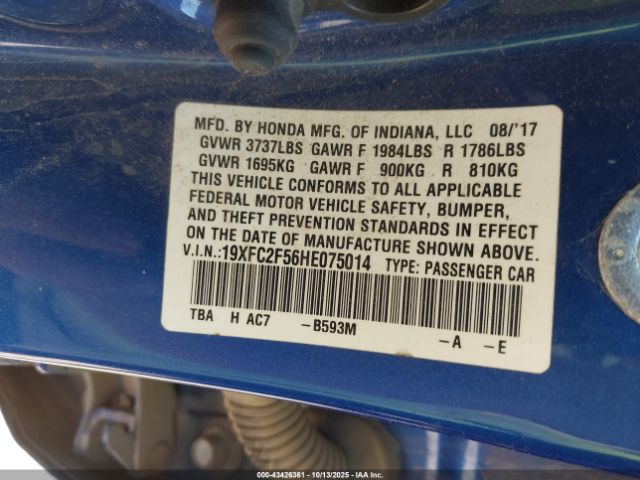 MFD. BY HONDA MFG. OF INDIANA, LLC 08/'17
GVWR 3737LBS GAWR F 1984LBS R 1786LBS
GVWR 1695KG GAWR F 900KG R 810KG
THIS VEHICLE CONFORMS TO ALL APPLICABLE
FEDERAL MOTOR VEHICLE SAFETY, BUMPER,
AND THEFT PREVENTION STANDARDS IN EFFECT
ON THE DATE OF MANUFACTURE SHOWN ABOVE.
V.I.N.:19XFC2F56HE075014 TYPE: PASSENGER CAR
TBA H AC7 -B593M -A -E
000-43426361 - 10/13/2025 - IAA Inc.